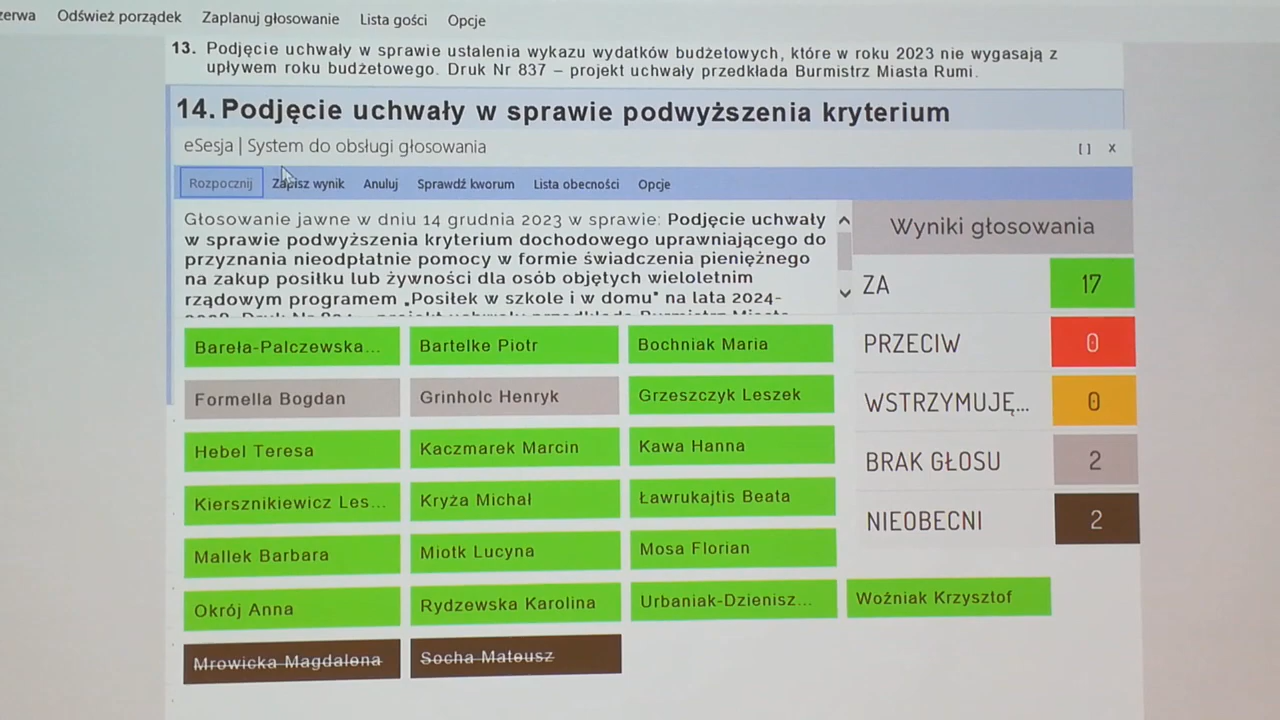 zerwa Odśwież porządek Zaplanuj głosowanie Lista gości Opcje
13. Podjęcie uchwały w sprawie ustalenia wykazu wydatków budżetowych, które w roku 2023 nie wygasają z
upływem roku budżetowego. Druk Nr 837 – projekt uchwały przedkłada Burmistrz Miasta Rumi.
14. Podjęcie uchwały w sprawie podwyższenia kryterium
eSesja | System do obsługi głosowania [ ] x
Rozpocznij Zapisz wynik Anuluj Sprawdź kworum Lista obecności Opcje
Głosowanie jawne w dniu 14 grudnia 2023 w sprawie: Podjęcie uchwały
w sprawie podwyższenia kryterium dochodowego uprawniającego do
przyznania nieodpłatnie pomocy w formie świadczenia pieniężnego
na zakup posiłku lub żywności dla osób objętych wieloletnim
rządowym programem „Posiłek w szkole i w domu" na lata 2024-
Wyniki głosowania
ZA 17
PRZECIW 0
WSTRZYMUJĘ... 0
BRAK GŁOSU 2
NIEOBECNI 2
Bareła-Palczewska... Bartelke Piotr Bochniak Maria
Formella Bogdan Grinholc Henryk Grzeszczyk Leszek
Hebel Teresa Kaczmarek Marcin Kawa Hanna
Kiersznikiewicz Les... Kryża Michał Ławrukajtis Beata
Mallek Barbara Miotk Lucyna Mosa Florian
Okrój Anna Rydzewska Karolina Urbaniak-Dzienisz... Woźniak Krzysztof
Mrowicka Magdalena Socha Mateusz